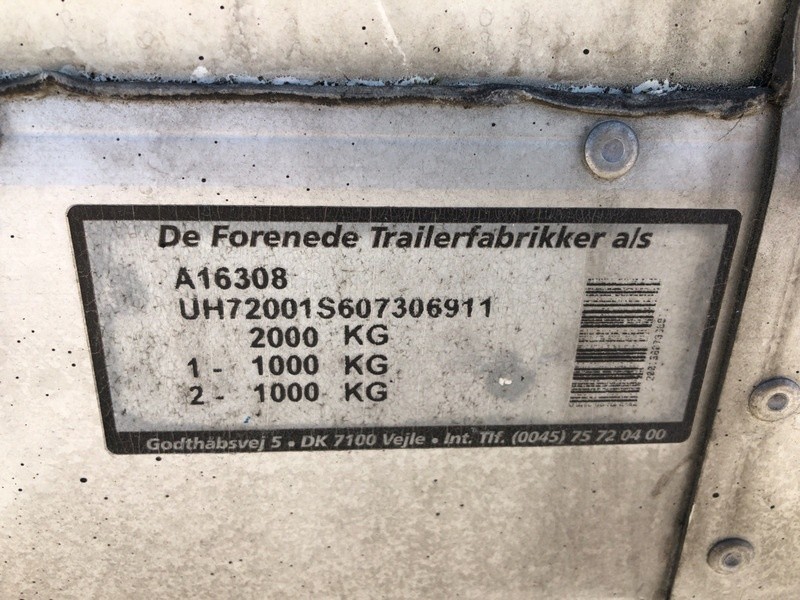 De Forenede Trailerfabrikker a/s
A16308
UH72001S607306911
2000 KG
1 - 1000 KG
2 - 1000 KG
Godthåbsvej 5 • DK 7100 Vejle • Int. Tlf. (0045) 75 72 04 00